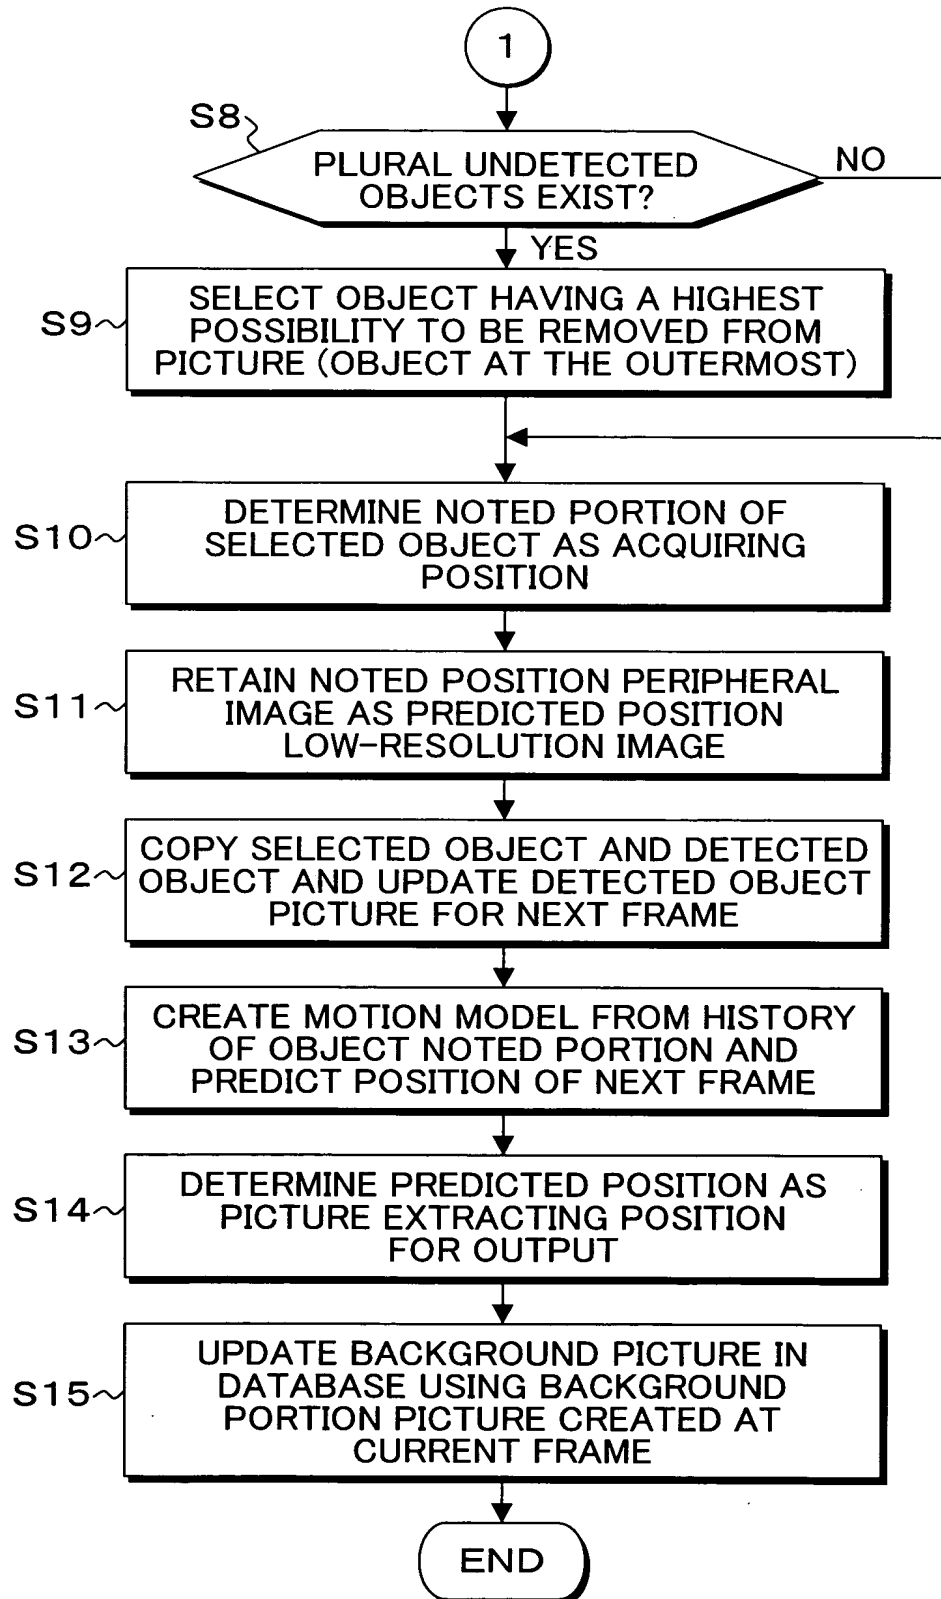 1
S8
PLURAL UNDETECTED
OBJECTS EXIST?
NO
YES
S9
SELECT OBJECT HAVING A HIGHEST
POSSIBILITY TO BE REMOVED FROM
PICTURE (OBJECT AT THE OUTERMOST)
S10
DETERMINE NOTED PORTION OF
SELECTED OBJECT AS ACQUIRING
POSITION
S11
RETAIN NOTED POSITION PERIPHERAL
IMAGE AS PREDICTED POSITION
LOW-RESOLUTION IMAGE
S12
COPY SELECTED OBJECT AND DETECTED
OBJECT AND UPDATE DETECTED OBJECT
PICTURE FOR NEXT FRAME
S13
CREATE MOTION MODEL FROM HISTORY
OF OBJECT NOTED PORTION AND
PREDICT POSITION OF NEXT FRAME
S14
DETERMINE PREDICTED POSITION AS
PICTURE EXTRACTING POSITION
FOR OUTPUT
S15
UPDATE BACKGROUND PICTURE IN
DATABASE USING BACKGROUND
PORTION PICTURE CREATED AT
CURRENT FRAME
END